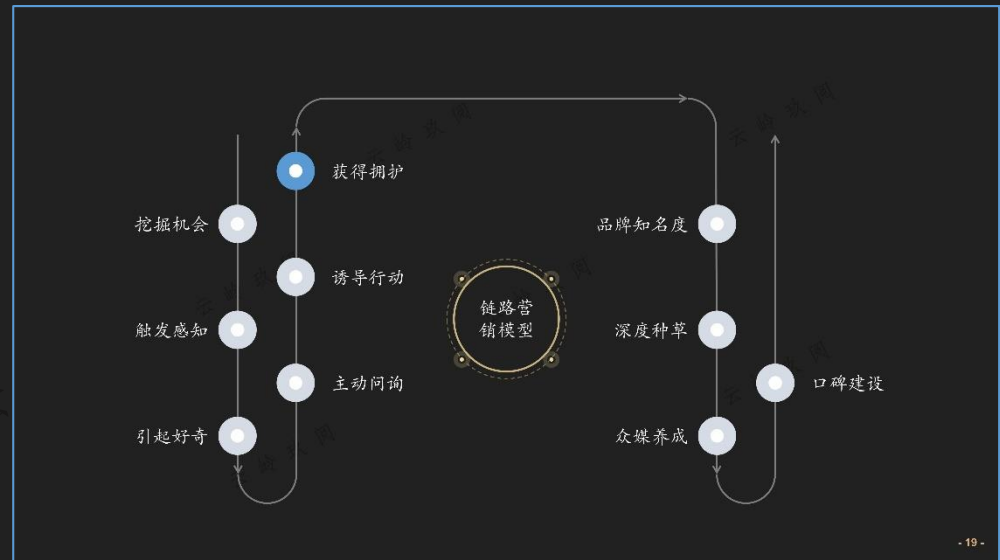 获得拥护
挖掘机会
诱导行动
触发感知
主动问询
引起好奇
链路营
销模型
品牌知名度
深度种草
口碑建设
众媒养成
- 19 -